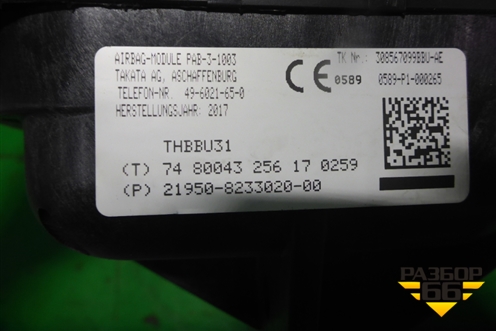 AIRBAG-MODULE PAB-3-1003
TAKATA AG, ASCHAFFENBURG
TELEFON-NR. 49-6021-65-0
HERSTELLUNGSJAHR: 2017
TK Nr.: 308567099BBU-AE
CE 0589 0589-P1-000265
THBBU31
(T) 74 80043 256 17 0259
(P) 21950-8233020-00
РАЗБОР
66